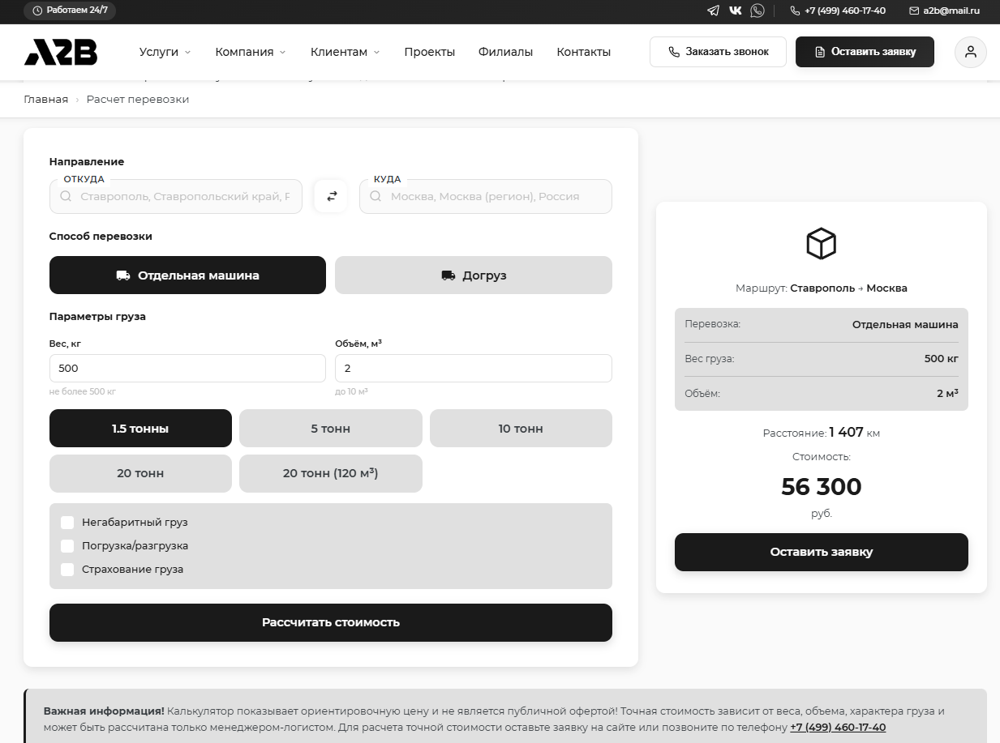 Работаем 24/7
+7 (499) 460-17-40
a2b@mail.ru
A2B
Услуги
Компания
Клиентам
Проекты
Филиалы
Контакты
Заказать звонок
Оставить заявку
Главная › Расчет перевозки
Направление
ОТКУДА
Ставрополь, Ставропольский край, Р
КУДА
Москва, Москва (регион), Россия
Способ перевозки
Отдельная машина
Догруз
Параметры груза
Вес, кг
Объём, м³
500
2
не более 500 кг
до 10 м³
1.5 тонны
5 тонн
10 тонн
20 тонн
20 тонн (120 м³)
Негабаритный груз
Погрузка/разгрузка
Страхование груза
Рассчитать стоимость
Маршрут: Ставрополь → Москва
Перевозка: Отдельная машина
Вес груза: 500 кг
Объём: 2 м³
Расстояние: 1 407 км
Стоимость:
56 300
руб.
Оставить заявку
Важная информация! Калькулятор показывает ориентировочную цену и не является публичной офертой! Точная стоимость зависит от веса, объема, характера груза и
может быть рассчитана только менеджером-логистом. Для расчета точной стоимости оставьте заявку на сайте или позвоните по телефону +7 (499) 460-17-40